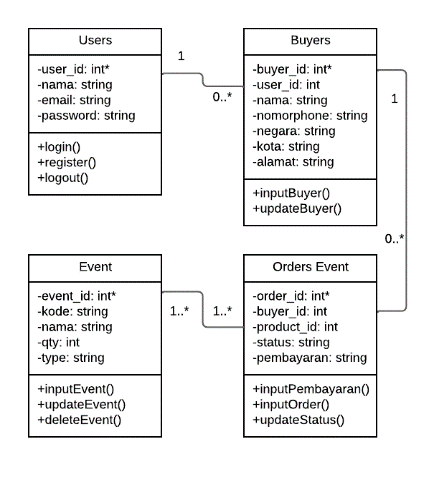 Users
-user_id: int*
-nama: string
-email: string
-password: string
+login()
+register()
+logout()
1
0..*
Buyers
-buyer_id: int*
-user_id: int
-nama: string
-nomorphone: string
-negara: string
-kota: string
-alamat: string
+inputBuyer()
+updateBuyer()
1
0..*
Event
-event_id: int*
-kode: string
-nama: string
-qty: int
-type: string
+inputEvent()
+updateEvent()
+deleteEvent()
1..*
1..*
Orders Event
-order_id: int*
-buyer_id: int
-product_id: int
-status: string
-pembayaran: string
+inputPembayaran()
+inputOrder()
+updateStatus()